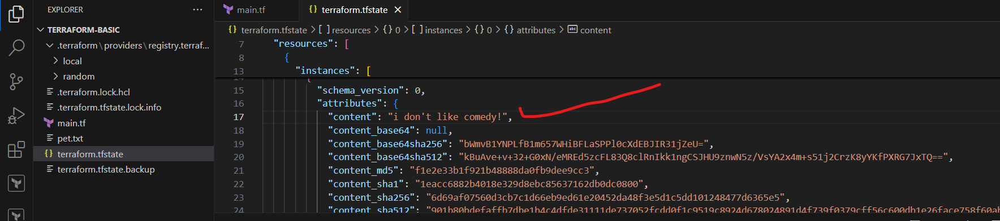 EXPLORER
TERRAFORM-BASIC
.terraform\providers\registry.terraf...
local
random
.terraform.lock.hcl
.terraform.tfstate.lock.info
main.tf
pet.txt
terraform.tfstate
terraform.tfstate.backup
main.tf
terraform.tfstate
terraform.tfstate > [ ] resources > {} 0 > [ ] instances > {} 0 > {} attributes > abc content
7 "resources": [
8 {
13 "instances": [
14 {
15 "schema_version": 0,
16 "attributes": {
17 "content": "i don't like comedy!",
18 "content_base64": null,
19 "content_base64sha256": "bWmvB1YNPLfB1m657WHiBFLaSPPl0cXdEBJIR31jZeU=",
20 "content_base64sha512": "kBuAve+v+32+G0xN/eMREd5zcFL83Q8clRnIkk1ngCSJHU9znwN5z/VsYA2x4m+s51j2CrzK8yYKfPXRG7JxTQ==",
21 "content_md5": "f1e2e33b1f921b48888da0fb9dee9cc3",
22 "content_sha1": "1eacc6882b4018e329d8ebc85637162db0dc0800",
23 "content_sha256": "6d69af07560d3cb7c1d66eb9ed61e20452da48f3e5d1c5dd101248477d6365e5",
24 "content_sha512": "901b80bdefaffb7dbe1b4c4dfde31111de737052fcdd0f1c9519c8924d678024891d4f739f0379cff56c600db1e26face758f60ab